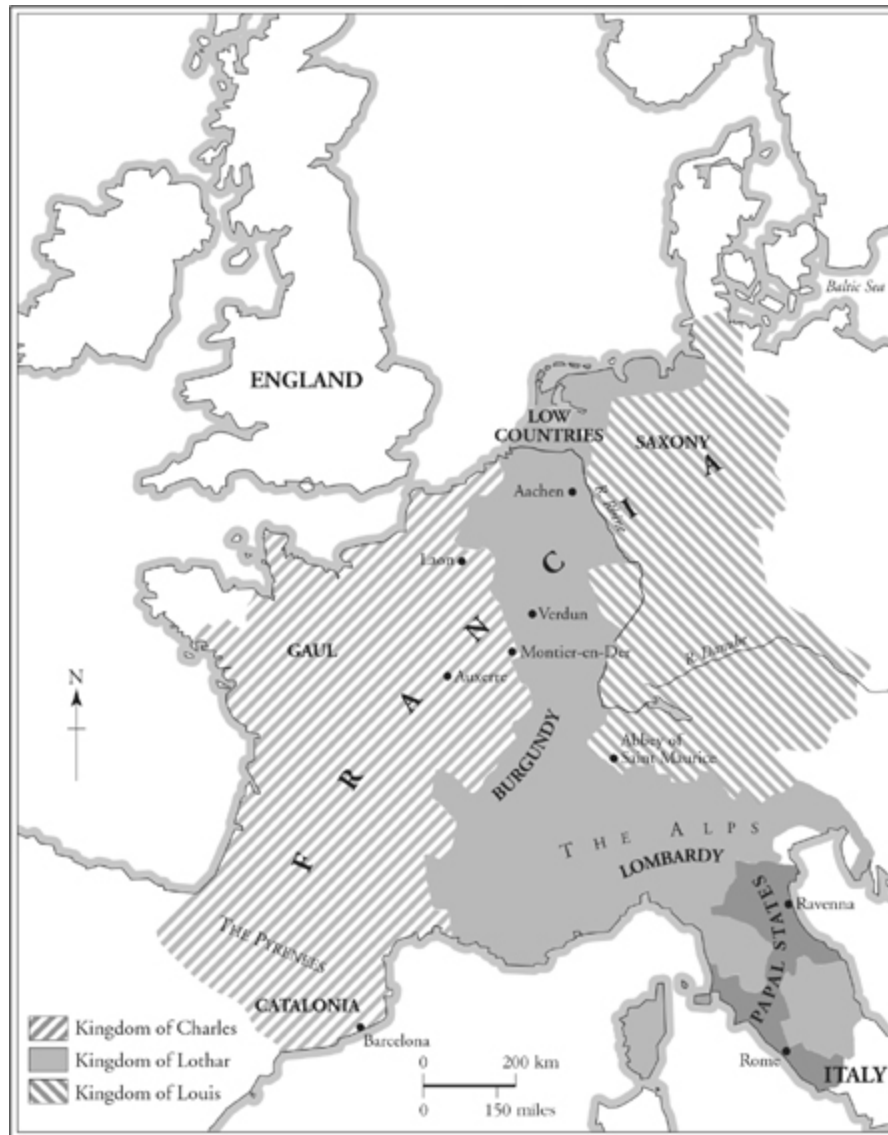 Baltic Sea
ENGLAND
LOW
COUNTRIES
SAXONY
Aachen
R. Rhine
Laon
Verdun
GAUL
Montier-en-Der
R. Danube
Auxerre
N
FRANCIA
BURGUNDY
Abbey of
Saint Maurice
THE ALPS
LOMBARDY
Ravenna
PAPAL STATES
THE PYRENEES
CATALONIA
Barcelona
Rome
ITALY
Kingdom of Charles
Kingdom of Lothar
Kingdom of Louis
0 200 km
0 150 miles